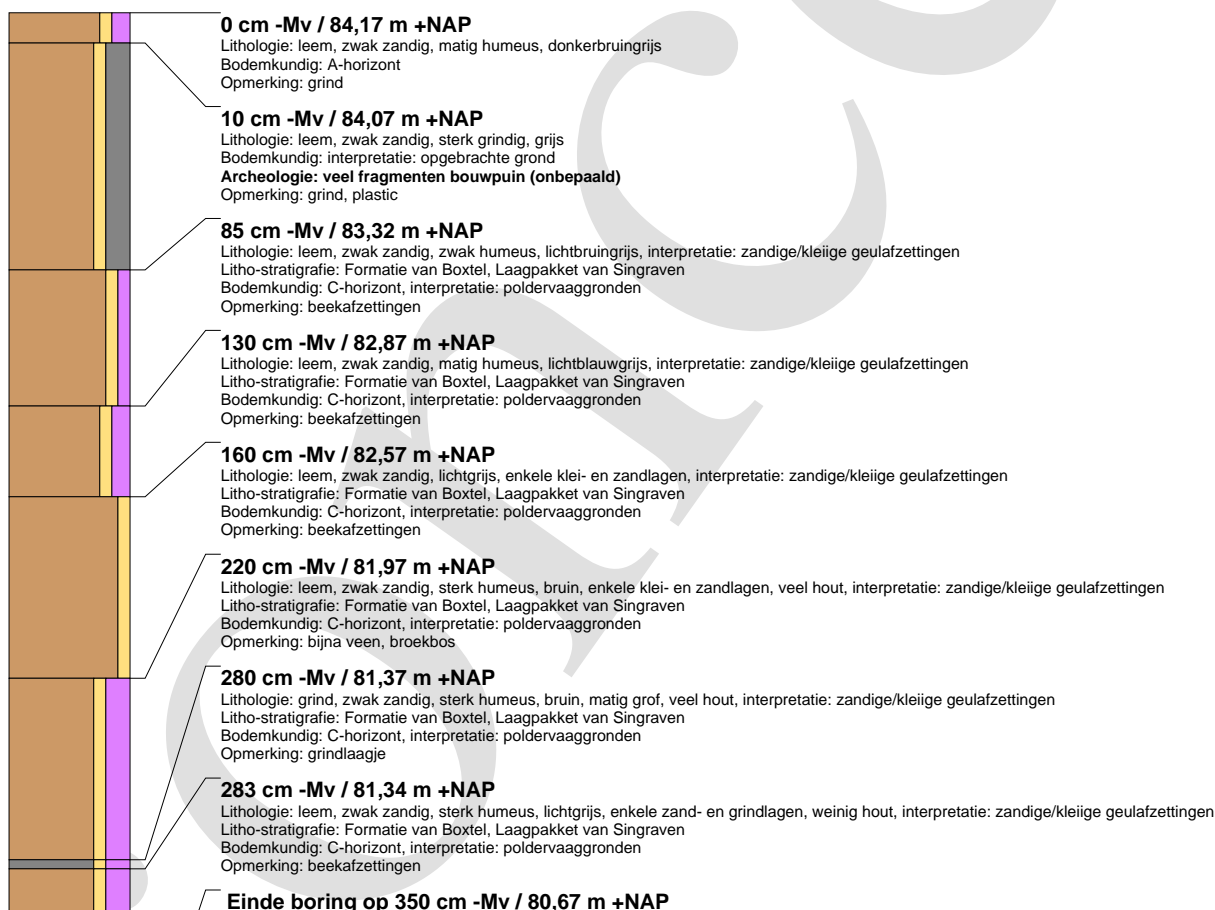 0 cm -Mv / 84,17 m +NAP
Lithologie: leem, zwak zandig, matig humeus, donkerbruingrijs
Bodemkundig: A-horizont
Opmerking: grind
10 cm -Mv / 84,07 m +NAP
Lithologie: leem, zwak zandig, sterk grindig, grijs
Bodemkundig: interpretatie: opgebrachte grond
Archeologie: veel fragmenten bouwpuin (onbepaald)
Opmerking: grind, plastic
85 cm -Mv / 83,32 m +NAP
Lithologie: leem, zwak zandig, zwak humeus, lichtbruingrijs, interpretatie: zandige/kleiige geulafzettingen
Litho-stratigrafie: Formatie van Boxtel, Laagpakket van Singraven
Bodemkundig: C-horizont, interpretatie: poldervaaggronden
Opmerking: beekafzettingen
130 cm -Mv / 82,87 m +NAP
Lithologie: leem, zwak zandig, matig humeus, lichtblauwgrijs, interpretatie: zandige/kleiige geulafzettingen
Litho-stratigrafie: Formatie van Boxtel, Laagpakket van Singraven
Bodemkundig: C-horizont, interpretatie: poldervaaggronden
Opmerking: beekafzettingen
160 cm -Mv / 82,57 m +NAP
Lithologie: leem, zwak zandig, lichtgrijs, enkele klei- en zandlagen, interpretatie: zandige/kleiige geulafzettingen
Litho-stratigrafie: Formatie van Boxtel, Laagpakket van Singraven
Bodemkundig: C-horizont, interpretatie: poldervaaggronden
Opmerking: beekafzettingen
220 cm -Mv / 81,97 m +NAP
Lithologie: leem, zwak zandig, sterk humeus, bruin, enkele klei- en zandlagen, veel hout, interpretatie: zandige/kleiige geulafzettingen
Litho-stratigrafie: Formatie van Boxtel, Laagpakket van Singraven
Bodemkundig: C-horizont, interpretatie: poldervaaggronden
Opmerking: bijna veen, broekbos
280 cm -Mv / 81,37 m +NAP
Lithologie: grind, zwak zandig, sterk humeus, bruin, matig grof, veel hout, interpretatie: zandige/kleiige geulafzettingen
Litho-stratigrafie: Formatie van Boxtel, Laagpakket van Singraven
Bodemkundig: C-horizont, interpretatie: poldervaaggronden
Opmerking: grindlaagje
283 cm -Mv / 81,34 m +NAP
Lithologie: leem, zwak zandig, sterk humeus, lichtgrijs, enkele zand- en grindlagen, weinig hout, interpretatie: zandige/kleiige geulafzettingen
Litho-stratigrafie: Formatie van Boxtel, Laagpakket van Singraven
Bodemkundig: C-horizont, interpretatie: poldervaaggronden
Opmerking: beekafzettingen
Einde boring op 350 cm -Mv / 80,67 m +NAP